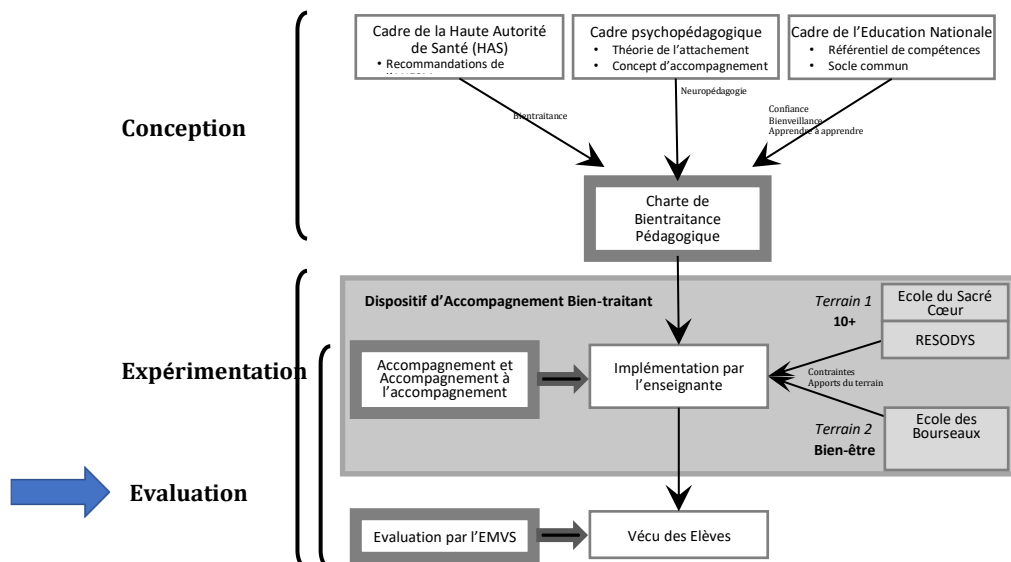 Cadre de la Haute Autorité
de Santé (HAS)
• Recommandations de
Cadre psychopédagogique
• Théorie de l'attachement
• Concept d'accompagnement
Cadre de l'Education Nationale
• Référentiel de compétences
• Socle commun
Bientraitance
Neuropédagogie
Confiance
Bienveillance
Apprendre à apprendre
Conception
Charte de
Bientraitance
Pédagogique
Dispositif d'Accompagnement Bien-traitant
Terrain 1
10+
Ecole du Sacré
Cœur
RESODYS
Expérimentation
Accompagnement et
Accompagnement à
l'accompagnement
Implémentation par
l'enseignante
Contraintes
Apports du terrain
Terrain 2
Bien-être
Ecole des
Bourseaux
Evaluation
Evaluation par l'EMVS
Vécu des Elèves